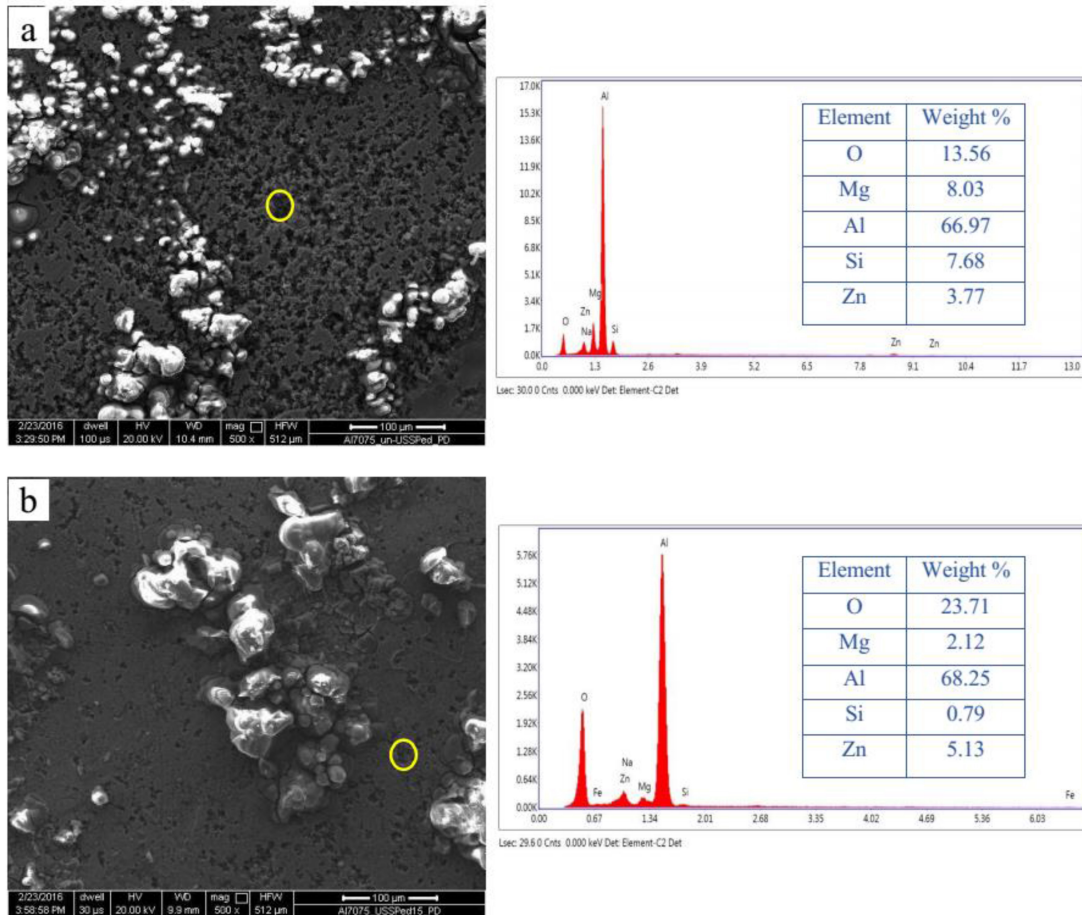 a
17.0K
15.3K
11.9K
10.2K
8.5K
6.8K
5.1K
3.4K
1.7K
0.0K
Al
Mg
Zn
O
Na
Si
Zn
Zn
0.0 1.3 2.6 3.9 5.2 6.5 7.8 9.1 10.4 11.7 13.0
Lsec: 30.0 0 Cnts 0.000 keV Det: Element-C2 Det
Element Weight %
O 13.56
Mg 8.03
Al 66.97
Si 7.68
Zn 3.77
2/23/2016 dwell HV WD mag HFW 100 µm
3:29:50 PM 100 µs 20.00 kV 10.4 mm 500 x 512 µm Al7075_un-USSPed_PD
b
5.76K
5.12K
4.48K
3.84K
3.20K
2.56K
1.92K
1.28K
0.64K
0.00K
Al
O
Na
Fe
Zn
Mg
Si
Fe
0.00 0.67 1.34 2.01 2.68 3.35 4.02 4.69 5.36 6.03
Lsec: 29.6 0 Cnts 0.000 keV Det: Element-C2 Det
Element Weight %
O 23.71
Mg 2.12
Al 68.25
Si 0.79
Zn 5.13
2/23/2016 dwell HV WD mag HFW 100 µm
3:58:58 PM 30 µs 20.00 kV 9.9 mm 500 x 512 µm Al7075_USSPed15_PD